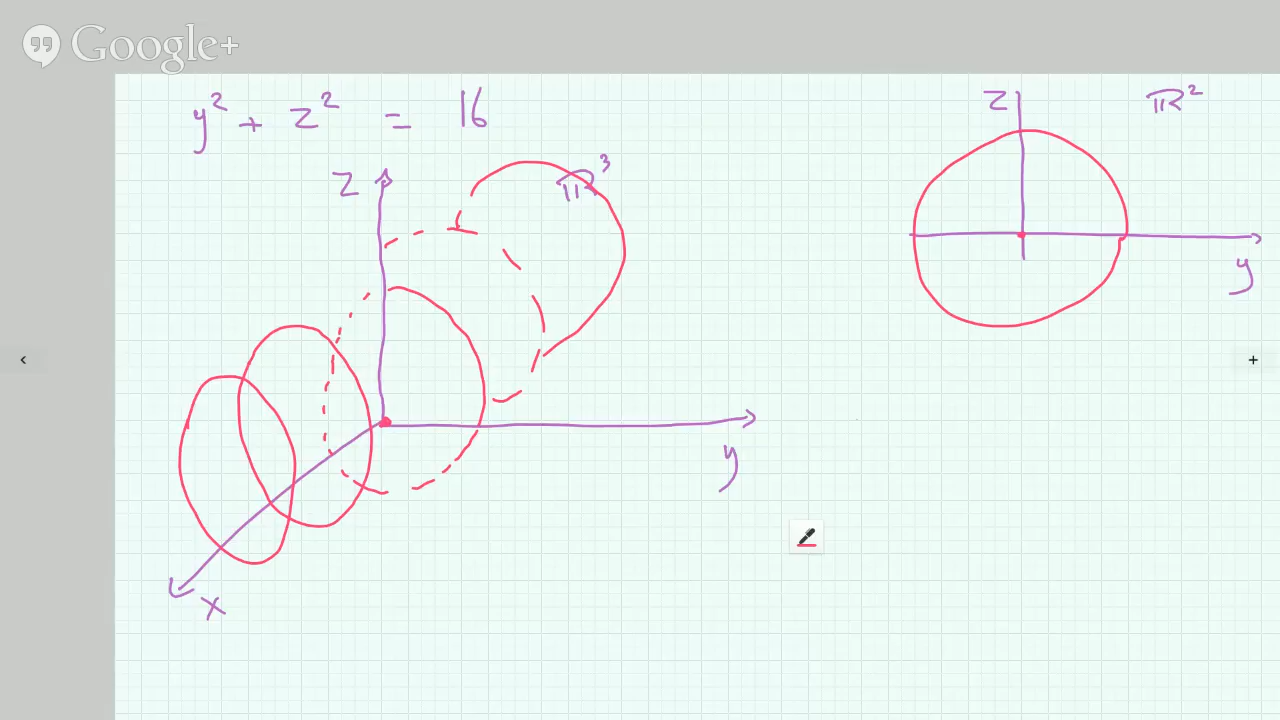 Google+
y² + z² = 16
z
ℝ³
y
x
z
ℝ²
y